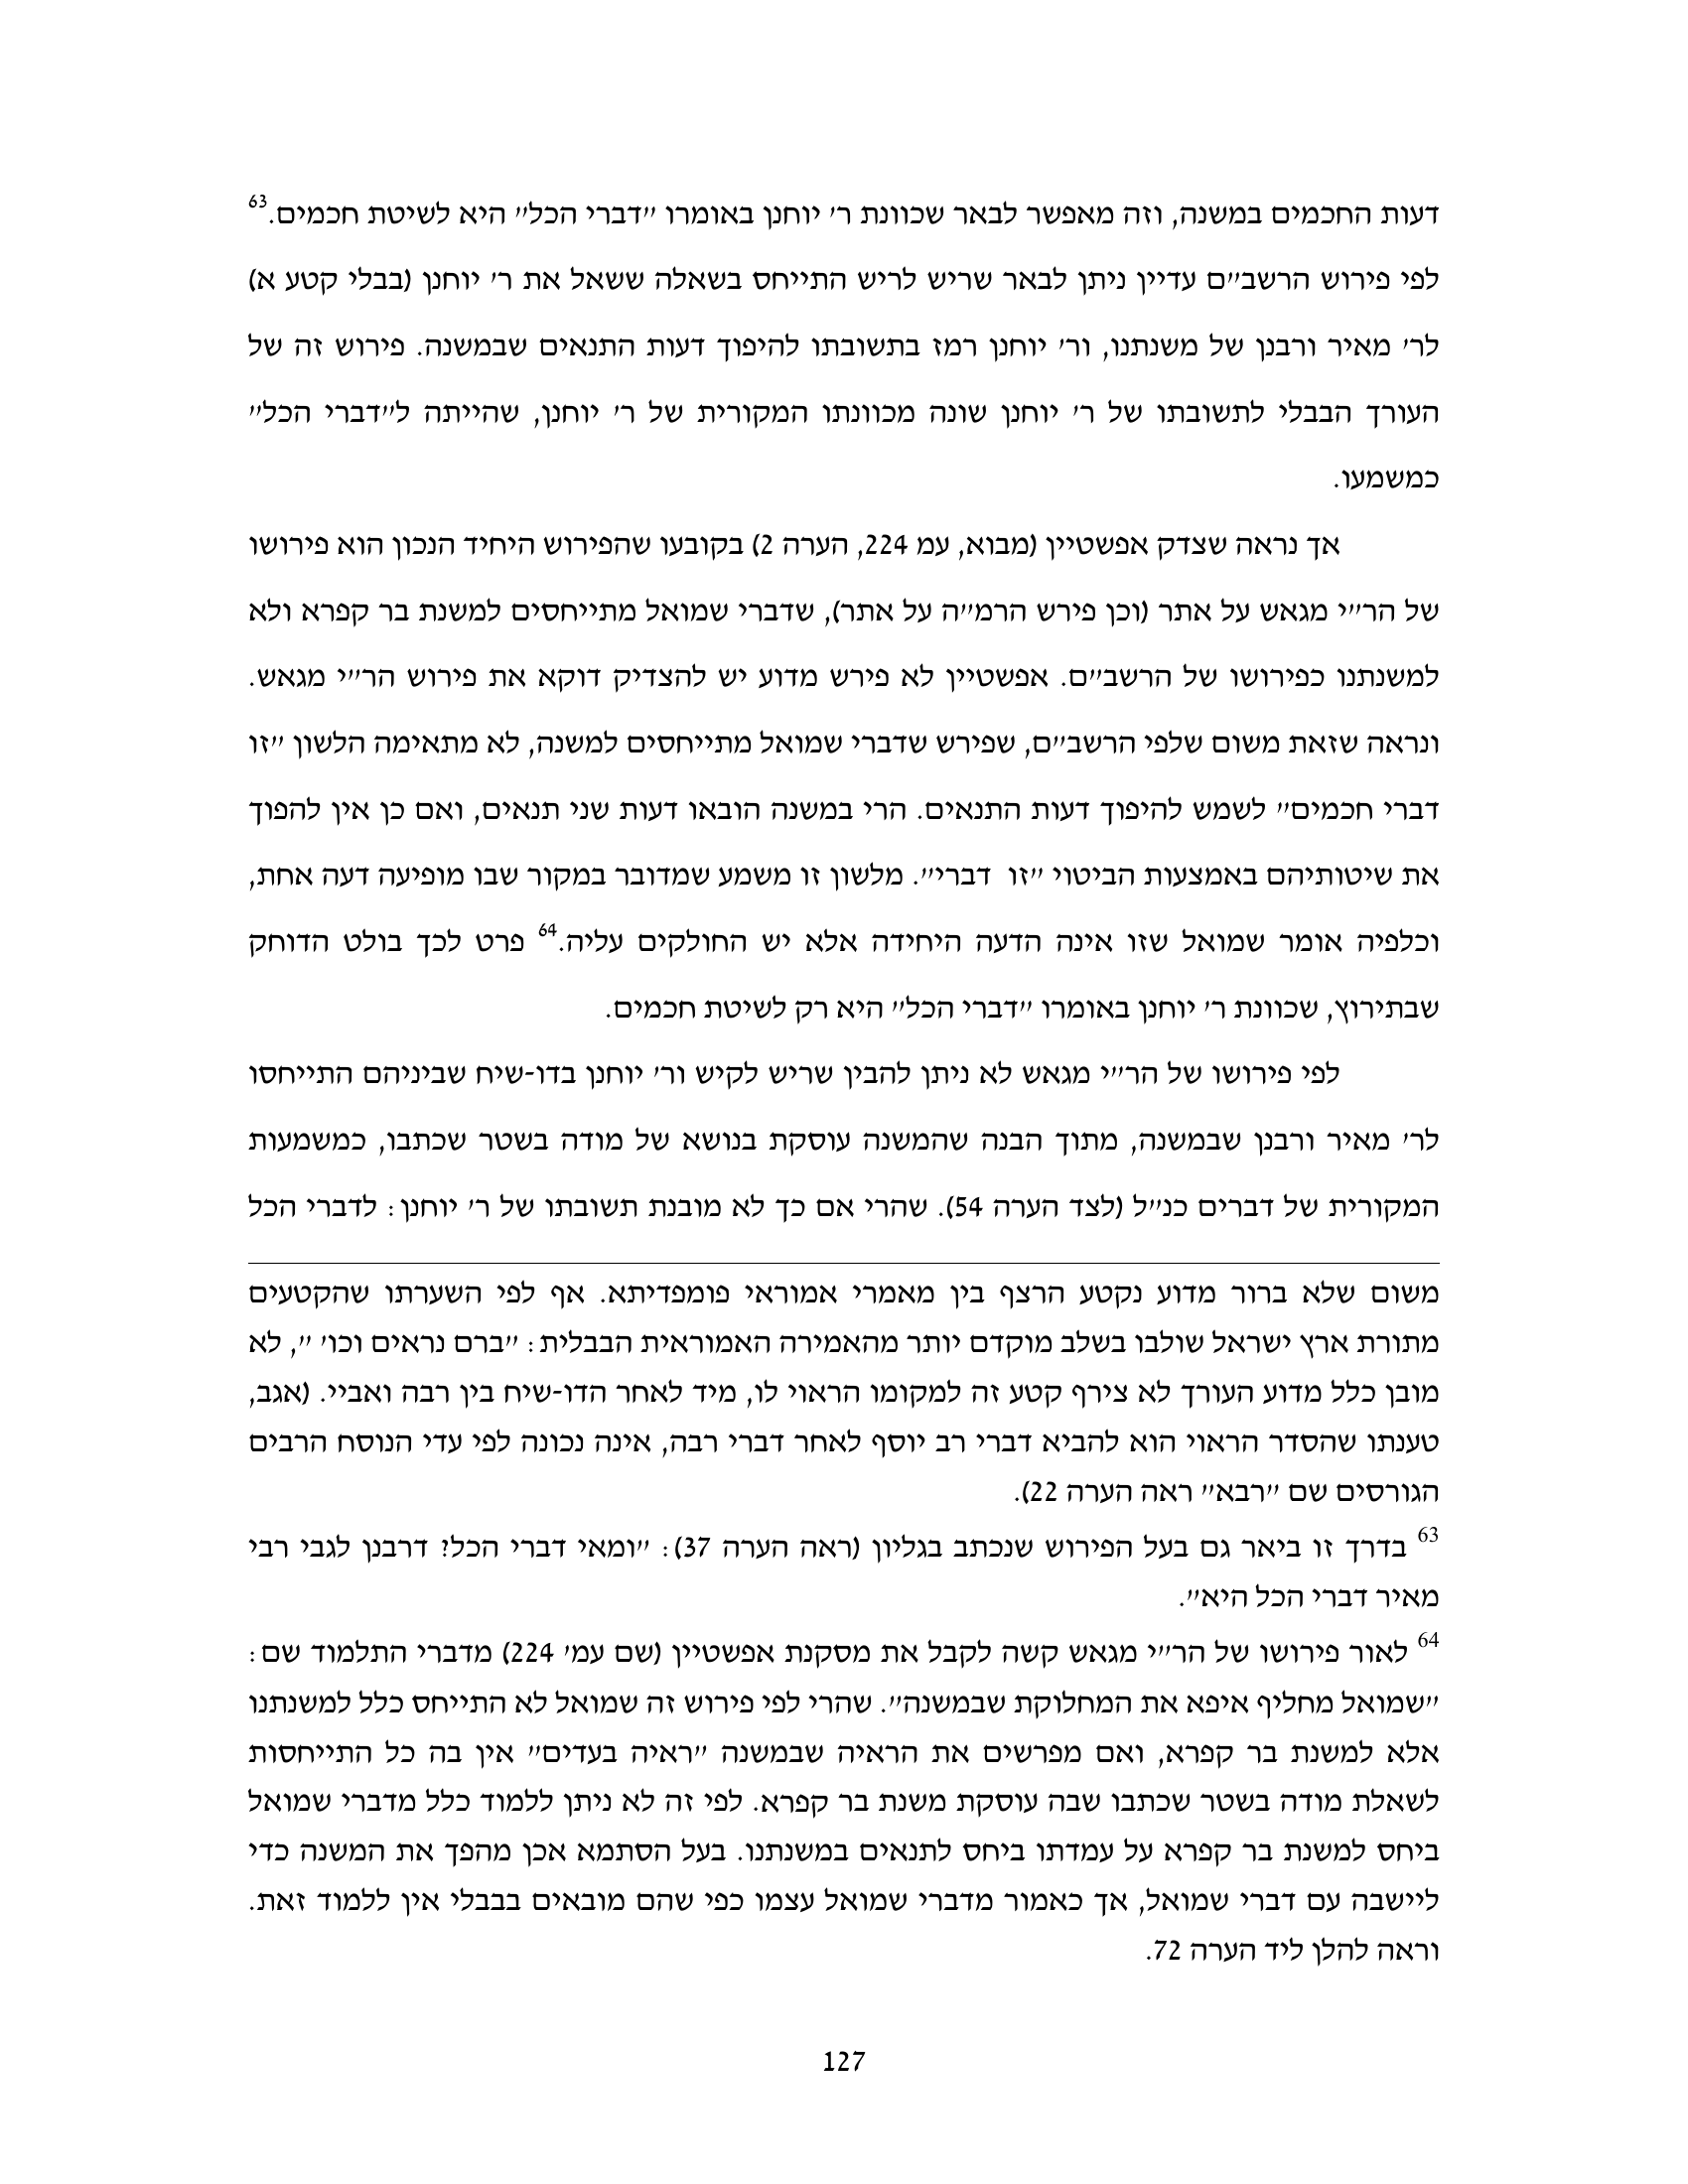 דעות החכמים במשנה, וזה מאפשר לבאר שכוונת ר׳ יוחנן באומרו ״דברי הכל״ היא לשיטת חכמים.63
לפי פירוש הרשב״ם עדיין ניתן לבאר שריש לריש התייחס בשאלה ששאל את ר׳ יוחנן (בבלי קטע א)
לר׳ מאיר ורבנן של משנתנו, ור׳ יוחנן רמז בתשובתו להיפוך דעות התנאים שבמשנה. פירוש זה של
העורך הבבלי לתשובתו של ר׳ יוחנן שונה מכוונתו המקורית של ר׳ יוחנן, שהייתה ל״דברי הכל״
כמשמעו.
אך נראה שצדק אפשטיין (מבוא, עמ 224, הערה 2) בקובעו שהפירוש היחיד הנכון הוא פירושו
של הר״י מגאש על אתר (וכן פירש הרמ״ה על אתר), שדברי שמואל מתייחסים למשנת בר קפרא ולא
למשנתנו כפירושו של הרשב״ם. אפשטיין לא פירש מדוע יש להצדיק דוקא את פירוש הר״י מגאש.
ונראה שזאת משום שלפי הרשב״ם, שפירש שדברי שמואל מתייחסים למשנה, לא מתאימה הלשון ״זו
דברי חכמים״ לשמש להיפוך דעות התנאים. הרי במשנה הובאו דעות שני תנאים, ואם כן אין להפוך
את שיטותיהם באמצעות הביטוי ״זו  דברי״. מלשון זו משמע שמדובר במקור שבו מופיעה דעה אחת,
וכלפיה אומר שמואל שזו אינה הדעה היחידה אלא יש החולקים עליה.64 פרט לכך בולט הדוחק
שבתירוץ, שכוונת ר׳ יוחנן באומרו ״דברי הכל״ היא רק לשיטת חכמים.
לפי פירושו של הר״י מגאש לא ניתן להבין שריש לקיש ור׳ יוחנן בדו-שיח שביניהם התייחסו
לר׳ מאיר ורבנן שבמשנה, מתוך הבנה שהמשנה עוסקת בנושא של מודה בשטר שכתבו, כמשמעות
המקורית של דברים כנ״ל (לצד הערה 54). שהרי אם כך לא מובנת תשובתו של ר׳ יוחנן: לדברי הכל
משום שלא ברור מדוע נקטע הרצף בין מאמרי אמוראי פומפדיתא. אף לפי השערתו שהקטעים
מתורת ארץ ישראל שולבו בשלב מוקדם יותר מהאמירה האמוראית הבבלית: ״ברם נראים וכו׳ ״, לא
מובן כלל מדוע העורך לא צירף קטע זה למקומו הראוי לו, מיד לאחר הדו-שיח בין רבה ואביי. (אגב,
טענתו שהסדר הראוי הוא להביא דברי רב יוסף לאחר דברי רבה, אינה נכונה לפי עדי הנוסח הרבים
הגורסים שם ״רבא״ ראה הערה 22).
63 בדרך זו ביאר גם בעל הפירוש שנכתב בגליון (ראה הערה 37): ״ומאי דברי הכל? דרבנן לגבי רבי
מאיר דברי הכל היא״.
64 לאור פירושו של הר״י מגאש קשה לקבל את מסקנת אפשטיין (שם עמ׳ 224) מדברי התלמוד שם:
״שמואל מחליף איפא את המחלוקת שבמשנה״. שהרי לפי פירוש זה שמואל לא התייחס כלל למשנתנו
אלא למשנת בר קפרא, ואם מפרשים את הראיה שבמשנה ״ראיה בעדים״ אין בה כל התייחסות
לשאלת מודה בשטר שכתבו שבה עוסקת משנת בר קפרא. לפי זה לא ניתן ללמוד כלל מדברי שמואל
ביחס למשנת בר קפרא על עמדתו ביחס לתנאים במשנתנו. בעל הסתמא אכן מהפך את המשנה כדי
ליישבה עם דברי שמואל, אך כאמור מדברי שמואל עצמו כפי שהם מובאים בבבלי אין ללמוד זאת.
וראה להלן ליד הערה 72.
127